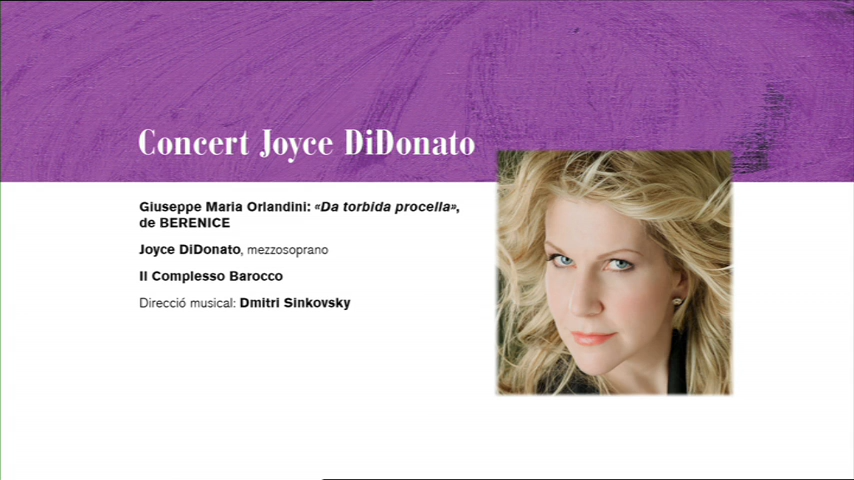 Concert Joyce DiDonato
Giuseppe Maria Orlandini: «Da torbida procella»,
de BERENICE
Joyce DiDonato, mezzosoprano
Il Complesso Barocco
Direcció musical: Dmitri Sinkovsky